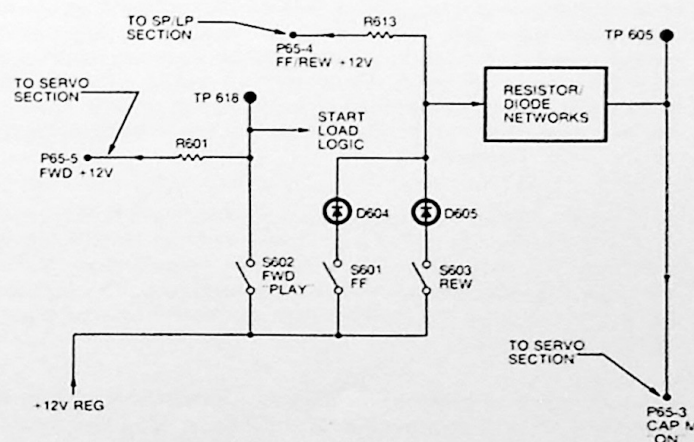 TO SP/LP
SECTION
R613
P65-4
FF/REW +12V
TP 605
TO SERVO
SECTION
TP 618
START
LOAD
LOGIC
RESISTOR/
DIODE
NETWORKS
R601
P65-5
FWD +12V
D604
D605
S602
FWD
"PLAY"
S601
FF
S603
REW
TO SERVO
SECTION
+12V REG
P65-3
CAP M
"ON"